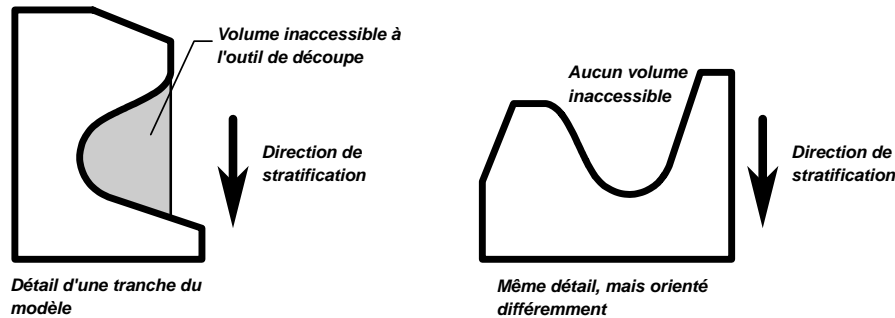 Volume inaccessible à
l'outil de découpe
Direction de
stratification
Détail d'une tranche du
modèle
Aucun volume
inaccessible
Direction de
stratification
Même détail, mais orienté
différemment